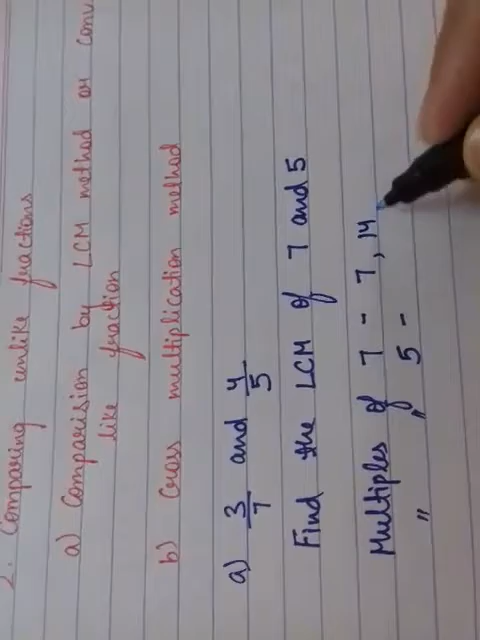 2. Comparing unlike fractions
a) Comparision by LCM method or conv
like fraction
b) Cross multiplication method
a) 3/7 and 4/5
Find the LCM of 7 and 5
Multiples of 7 - 7, 14
" " 5 -